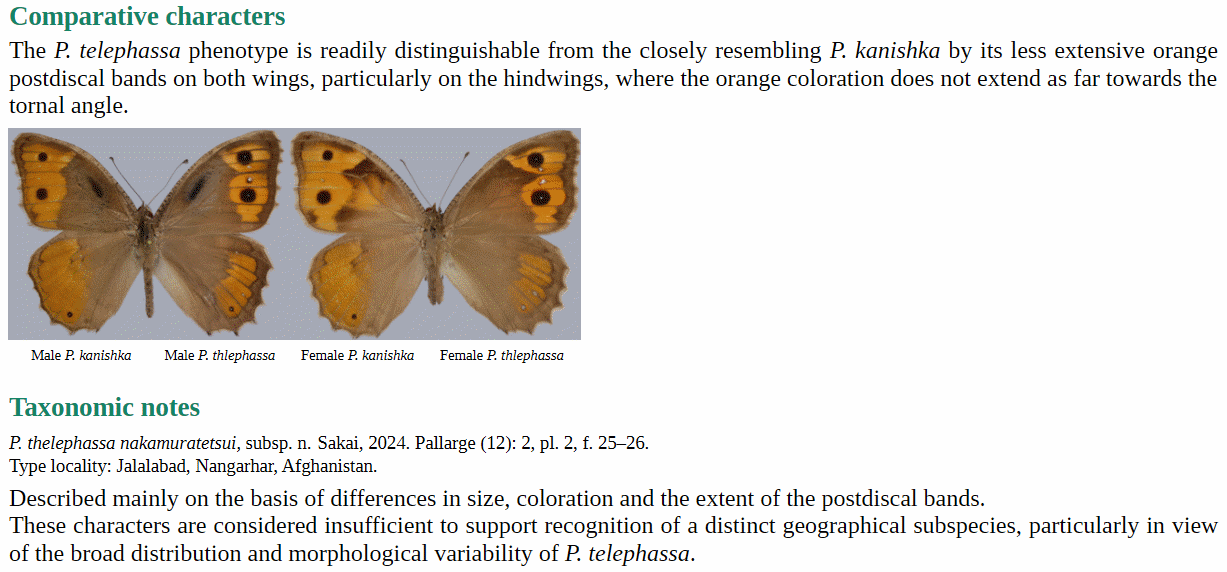 Comparative characters
The P. telephassa phenotype is readily distinguishable from the closely resembling P. kanishka by its less extensive orange
postdiscal bands on both wings, particularly on the hindwings, where the orange coloration does not extend as far towards the
tornal angle.
Male P. kanishka Male P. thlephassa Female P. kanishka Female P. thlephassa
Taxonomic notes
P. thelephassa nakamuratetsui, subsp. n. Sakai, 2024. Pallarge (12): 2, pl. 2, f. 25–26.
Type locality: Jalalabad, Nangarhar, Afghanistan.
Described mainly on the basis of differences in size, coloration and the extent of the postdiscal bands.
These characters are considered insufficient to support recognition of a distinct geographical subspecies, particularly in view
of the broad distribution and morphological variability of P. telephassa.